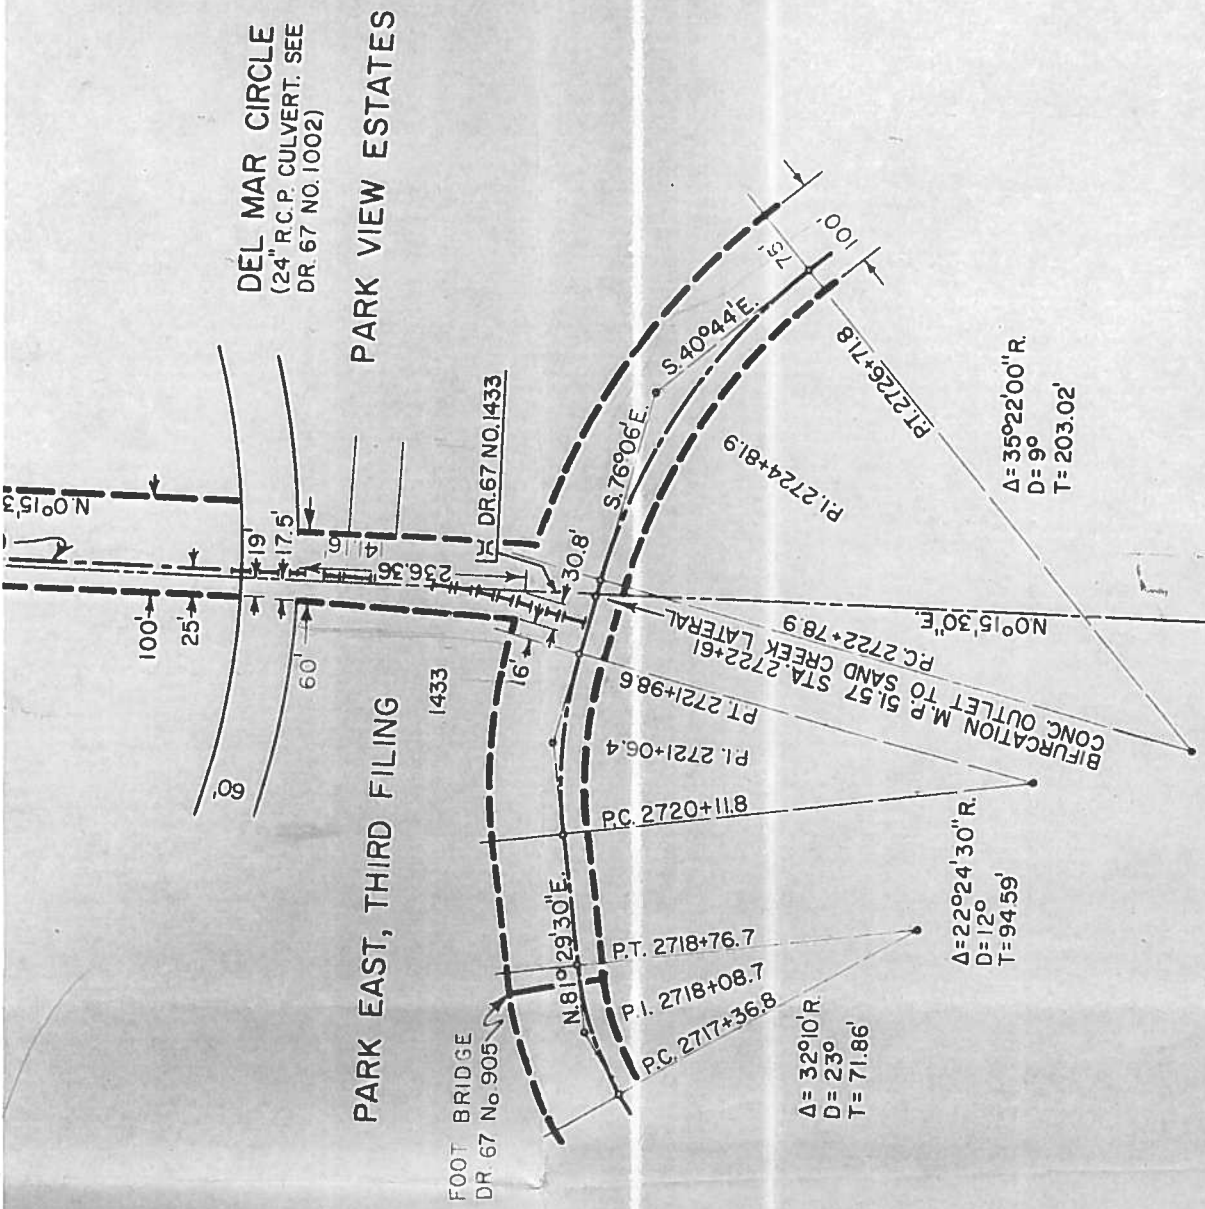 DEL MAR CIRCLE
(24" R.C.P. CULVERT. SEE
DR. 67 NO. 1002)
PARK VIEW ESTATES
N.0°15'3
100'
25'
19'
17.5'
60'
60'
141.16'
236.36
DR.67 NO.1433
30.8'
16'
1433
PARK EAST, THIRD FILING
FOOT BRIDGE
DR. 67 No. 905
N.81°29'30"E.
S.76°06'E.
S.40°44'E.
75'
100'
P.C. 2717+36.8
P.I. 2718+08.7
P.T. 2718+76.7
P.C. 2720+11.8
P.I. 2721+06.4
P.T. 2721+98.6
BIFURCATION M.P. 51.57 STA. 2722+61
CONC. OUTLET TO SAND CREEK LATERAL
P.C. 2722+78.9
N.0°15'30"E.
P.I. 2724+81.9
P.T. 2726+71.8
Δ=32°10'R.
D=23°
T=71.86'
Δ=22°24'30"R.
D=12°
T=94.59'
Δ=35°22'00"R.
D=9°
T=203.02'